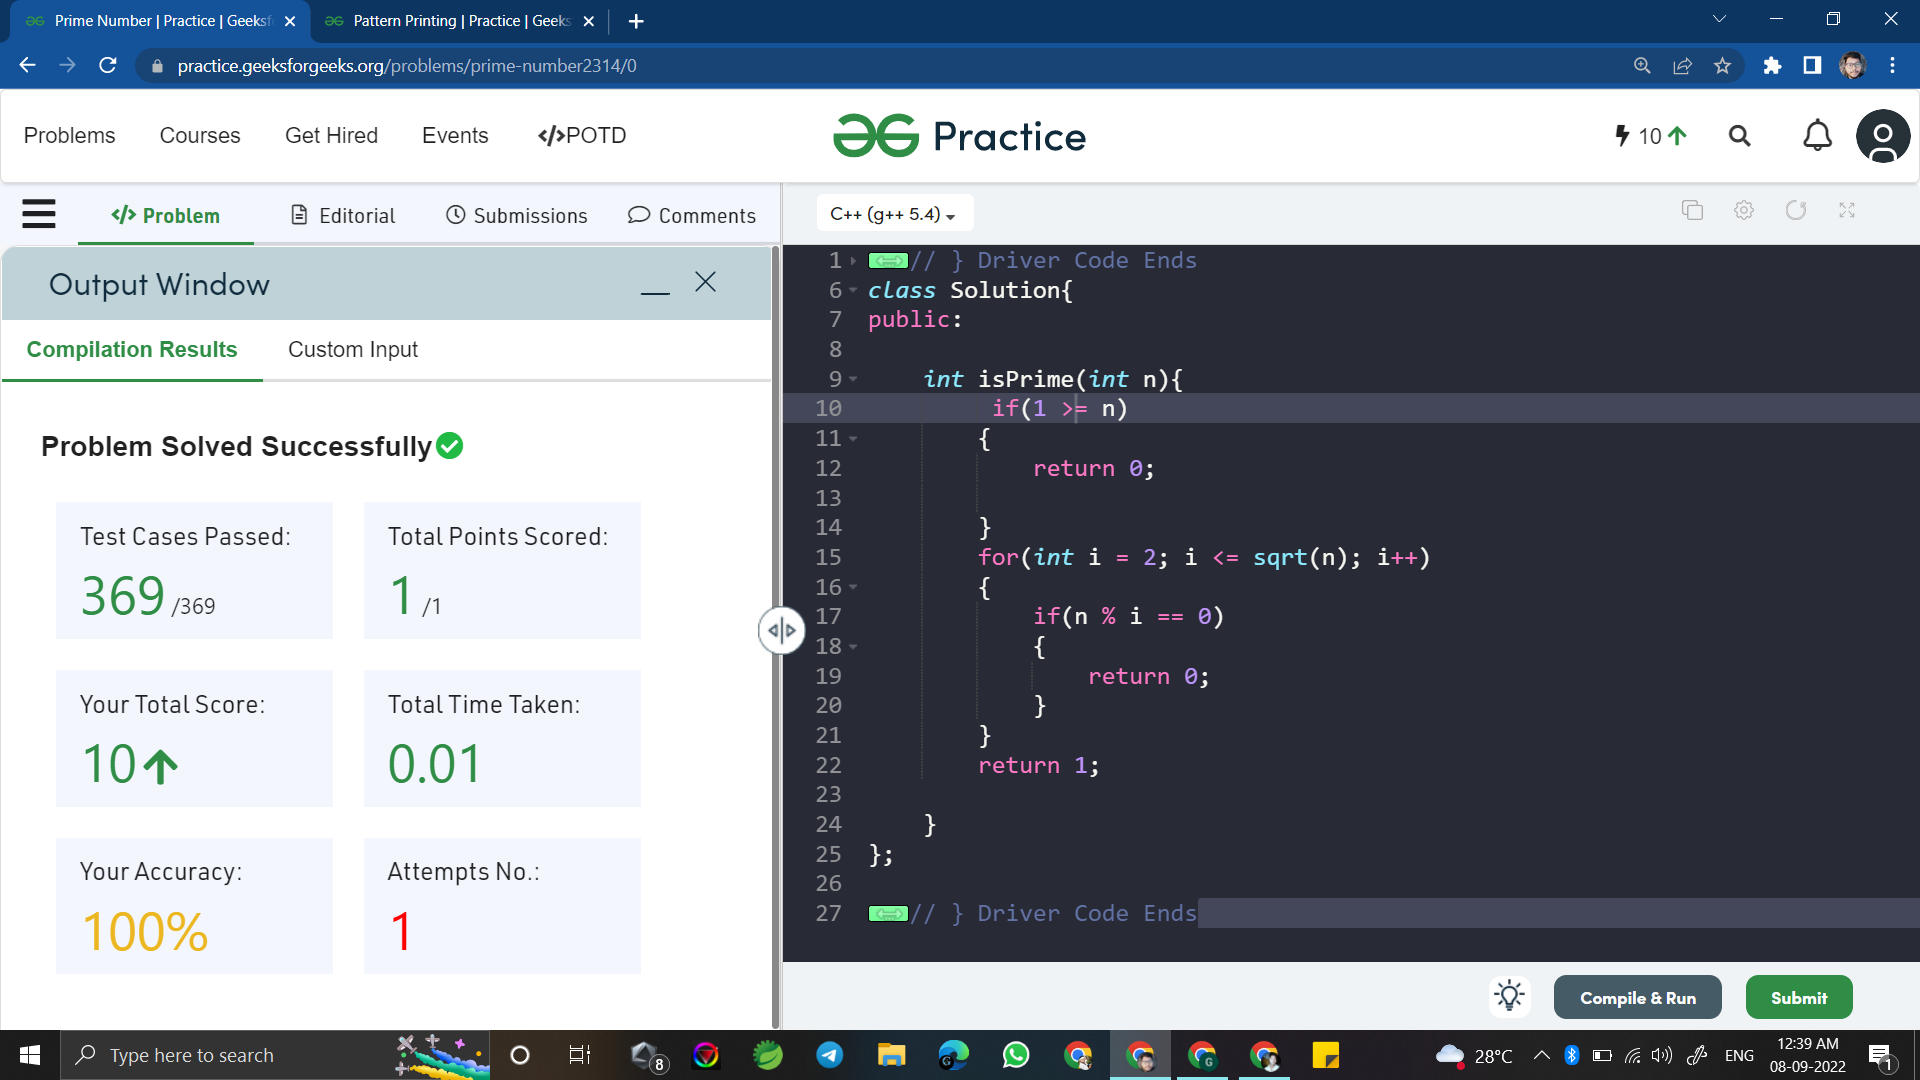 Prime Number | Practice | Geeksf
Pattern Printing | Practice | Geeks
practice.geeksforgeeks.org/problems/prime-number2314/0
Problems
Courses
Get Hired
Events
</>POTD
Practice
10
</> Problem
Editorial
Submissions
Comments
C++ (g++ 5.4)
Output Window
Compilation Results
Custom Input
Problem Solved Successfully
Test Cases Passed:
369 /369
Total Points Scored:
1 /1
Your Total Score:
10
Total Time Taken:
0.01
Your Accuracy:
100%
Attempts No.:
1
1 // } Driver Code Ends
6 class Solution{
7 public:
8
9 int isPrime(int n){
10 if(1 >= n)
11 {
12 return 0;
13
14 }
15 for(int i = 2; i <= sqrt(n); i++)
16 {
17 if(n % i == 0)
18 {
19 return 0;
20 }
21 }
22 return 1;
23
24 }
25 };
26
27 // } Driver Code Ends
Compile & Run
Submit
Type here to search
8
G
G
28°C
ENG
12:39 AM
08-09-2022
1